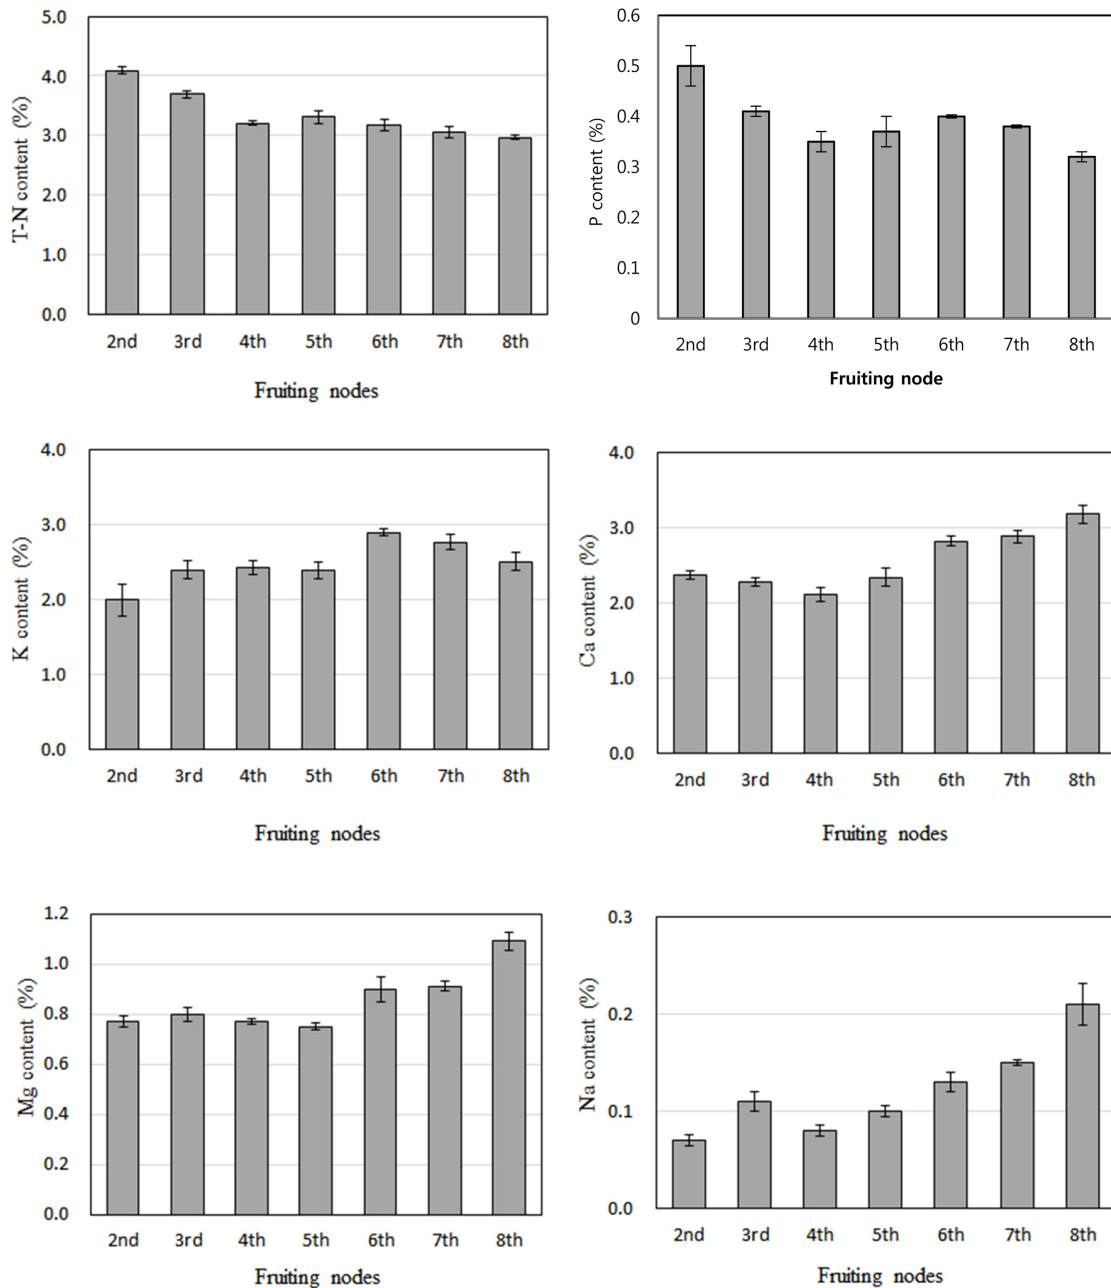 T-N content (%)
5.0
4.0
3.0
2.0
1.0
0.0
2nd 3rd 4th 5th 6th 7th 8th
Fruiting nodes
P content (%)
0.6
0.5
0.4
0.3
0.2
0.1
0
2nd 3rd 4th 5th 6th 7th 8th
Fruiting node
K content (%)
4.0
3.0
2.0
1.0
0.0
2nd 3rd 4th 5th 6th 7th 8th
Fruiting nodes
Ca content (%)
4.0
3.0
2.0
1.0
0.0
2nd 3rd 4th 5th 6th 7th 8th
Fruiting nodes
Mg content (%)
1.2
1.0
0.8
0.6
0.4
0.2
0.0
2nd 3rd 4th 5th 6th 7th 8th
Fruiting nodes
Na content (%)
0.3
0.2
0.1
0.0
2nd 3rd 4th 5th 6th 7th 8th
Fruiting nodes